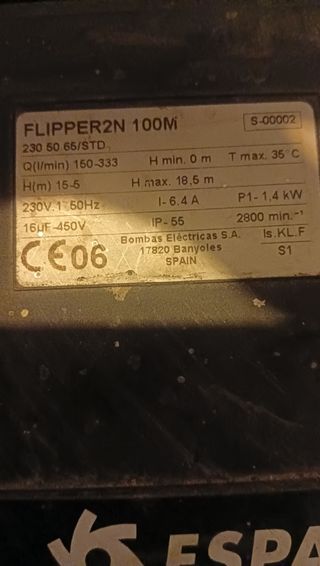 FLIPPER2N 100M S-00002
230 50 65/STD.
Q(l/min) 150-333 H min. 0 m T max. 35°C
H(m) 15-5 H max. 18,5 m
230V.1~50Hz I- 6.4 A P1- 1,4 kW
16µF-450V IP- 55 2800 min.-¹
CE06 Bombas Eléctricas S.A. Is.KL.F
17820 Banyoles S1
SPAIN
ESPA